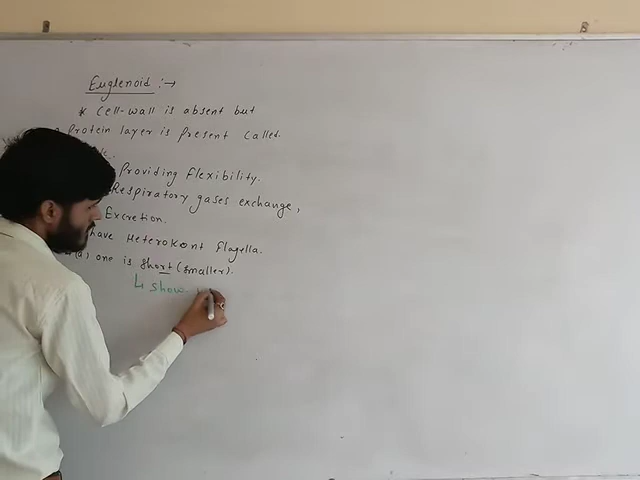 Euglenoid :→
* Cell-wall is absent but
Protein layer is present called.
Providing flexibility.
Respiratory gases exchange,
Excretion.
have Heterokont flagella.
(a) one is short (smaller).
↳ show